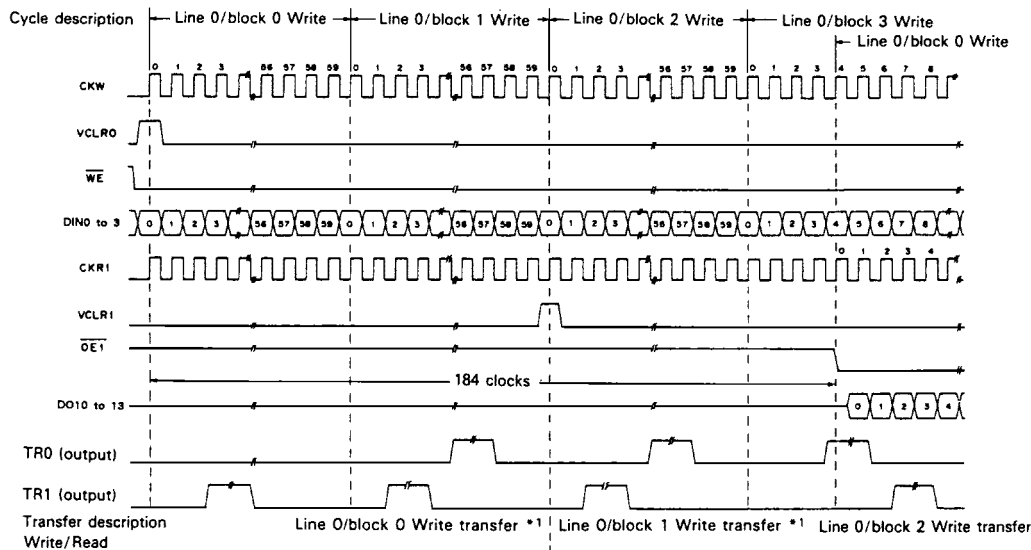 Cycle description
Line 0/block 0 Write
Line 0/block 1 Write
Line 0/block 2 Write
Line 0/block 3 Write
Line 0/block 0 Write
0 1 2 3 56 57 58 59 0 1 2 3 56 57 58 59 0 1 2 3 56 57 58 59 0 1 2 3 4 5 6 7 8
CKW
VCLR0
WE
DIN0 to 3
0 1 2 3 56 57 58 59 0 1 2 3 56 57 58 59 0 1 2 3 56 57 58 59 0 1 2 3 4 5 6 7 8
0 1 2 3 4
CKR1
VCLR1
OE1
184 clocks
DO10 to 13
0 1 2 3 4
TR0 (output)
TR1 (output)
Transfer description
Write/Read
Line 0/block 0 Write transfer *1
Line 0/block 1 Write transfer *1
Line 0/block 2 Write transfer